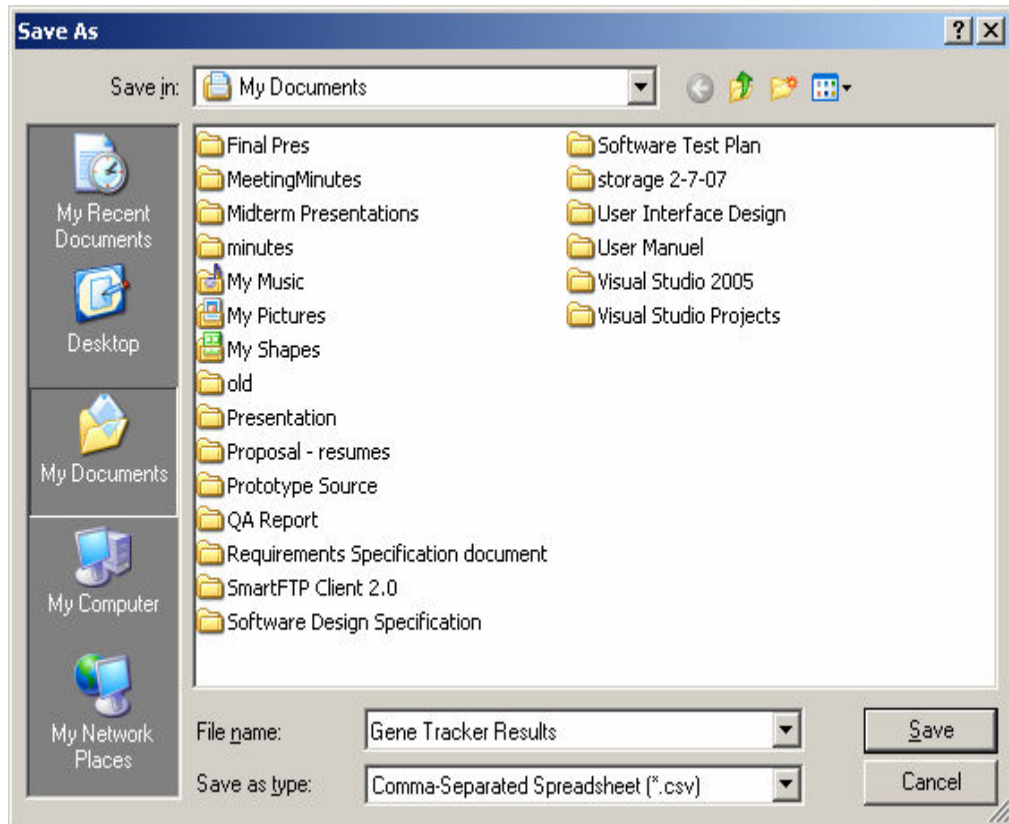 Save As
?
X
Save in:
My Documents
My Recent
Documents
Desktop
My Documents
My Computer
My Network
Places
Final Pres
MeetingMinutes
Midterm Presentations
minutes
My Music
My Pictures
My Shapes
old
Presentation
Proposal - resumes
Prototype Source
QA Report
Requirements Specification document
SmartFTP Client 2.0
Software Design Specification
Software Test Plan
storage 2-7-07
User Interface Design
User Manuel
Visual Studio 2005
Visual Studio Projects
File name:
Gene Tracker Results
Save
Save as type:
Comma-Separated Spreadsheet (*.csv)
Cancel